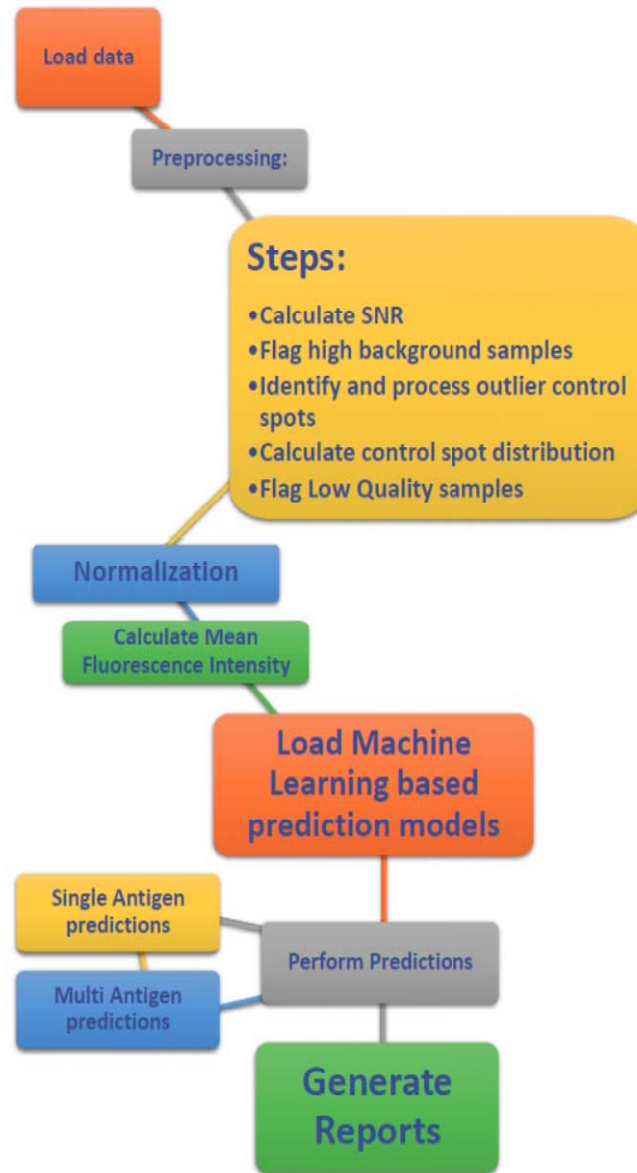 Load data
Preprocessing:
Steps:
•Calculate SNR
•Flag high background samples
•Identify and process outlier control
spots
•Calculate control spot distribution
•Flag Low Quality samples
Normalization
Calculate Mean
Fluorescence Intensity
Load Machine
Learning based
prediction models
Single Antigen
predictions
Perform Predictions
Multi Antigen
predictions
Generate
Reports